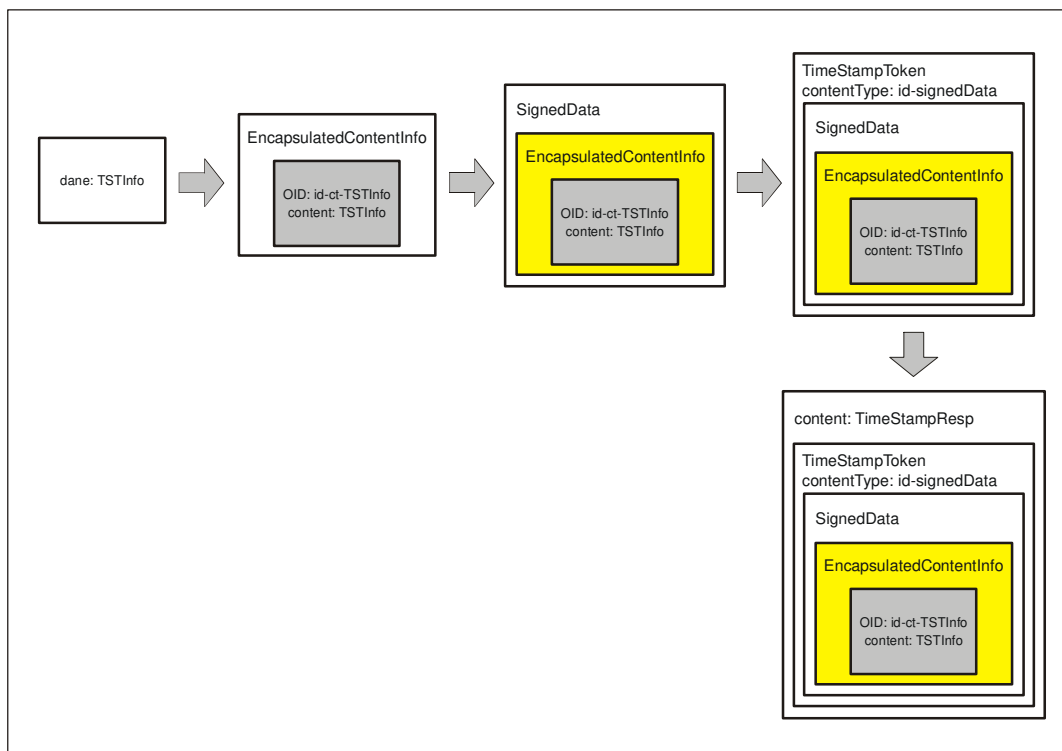 dane: TSTInfo
EncapsulatedContentInfo
OID: id-ct-TSTInfo
content: TSTInfo
SignedData
EncapsulatedContentInfo
OID: id-ct-TSTInfo
content: TSTInfo
TimeStampToken
contentType: id-signedData
SignedData
EncapsulatedContentInfo
OID: id-ct-TSTInfo
content: TSTInfo
content: TimeStampResp
TimeStampToken
contentType: id-signedData
SignedData
EncapsulatedContentInfo
OID: id-ct-TSTInfo
content: TSTInfo